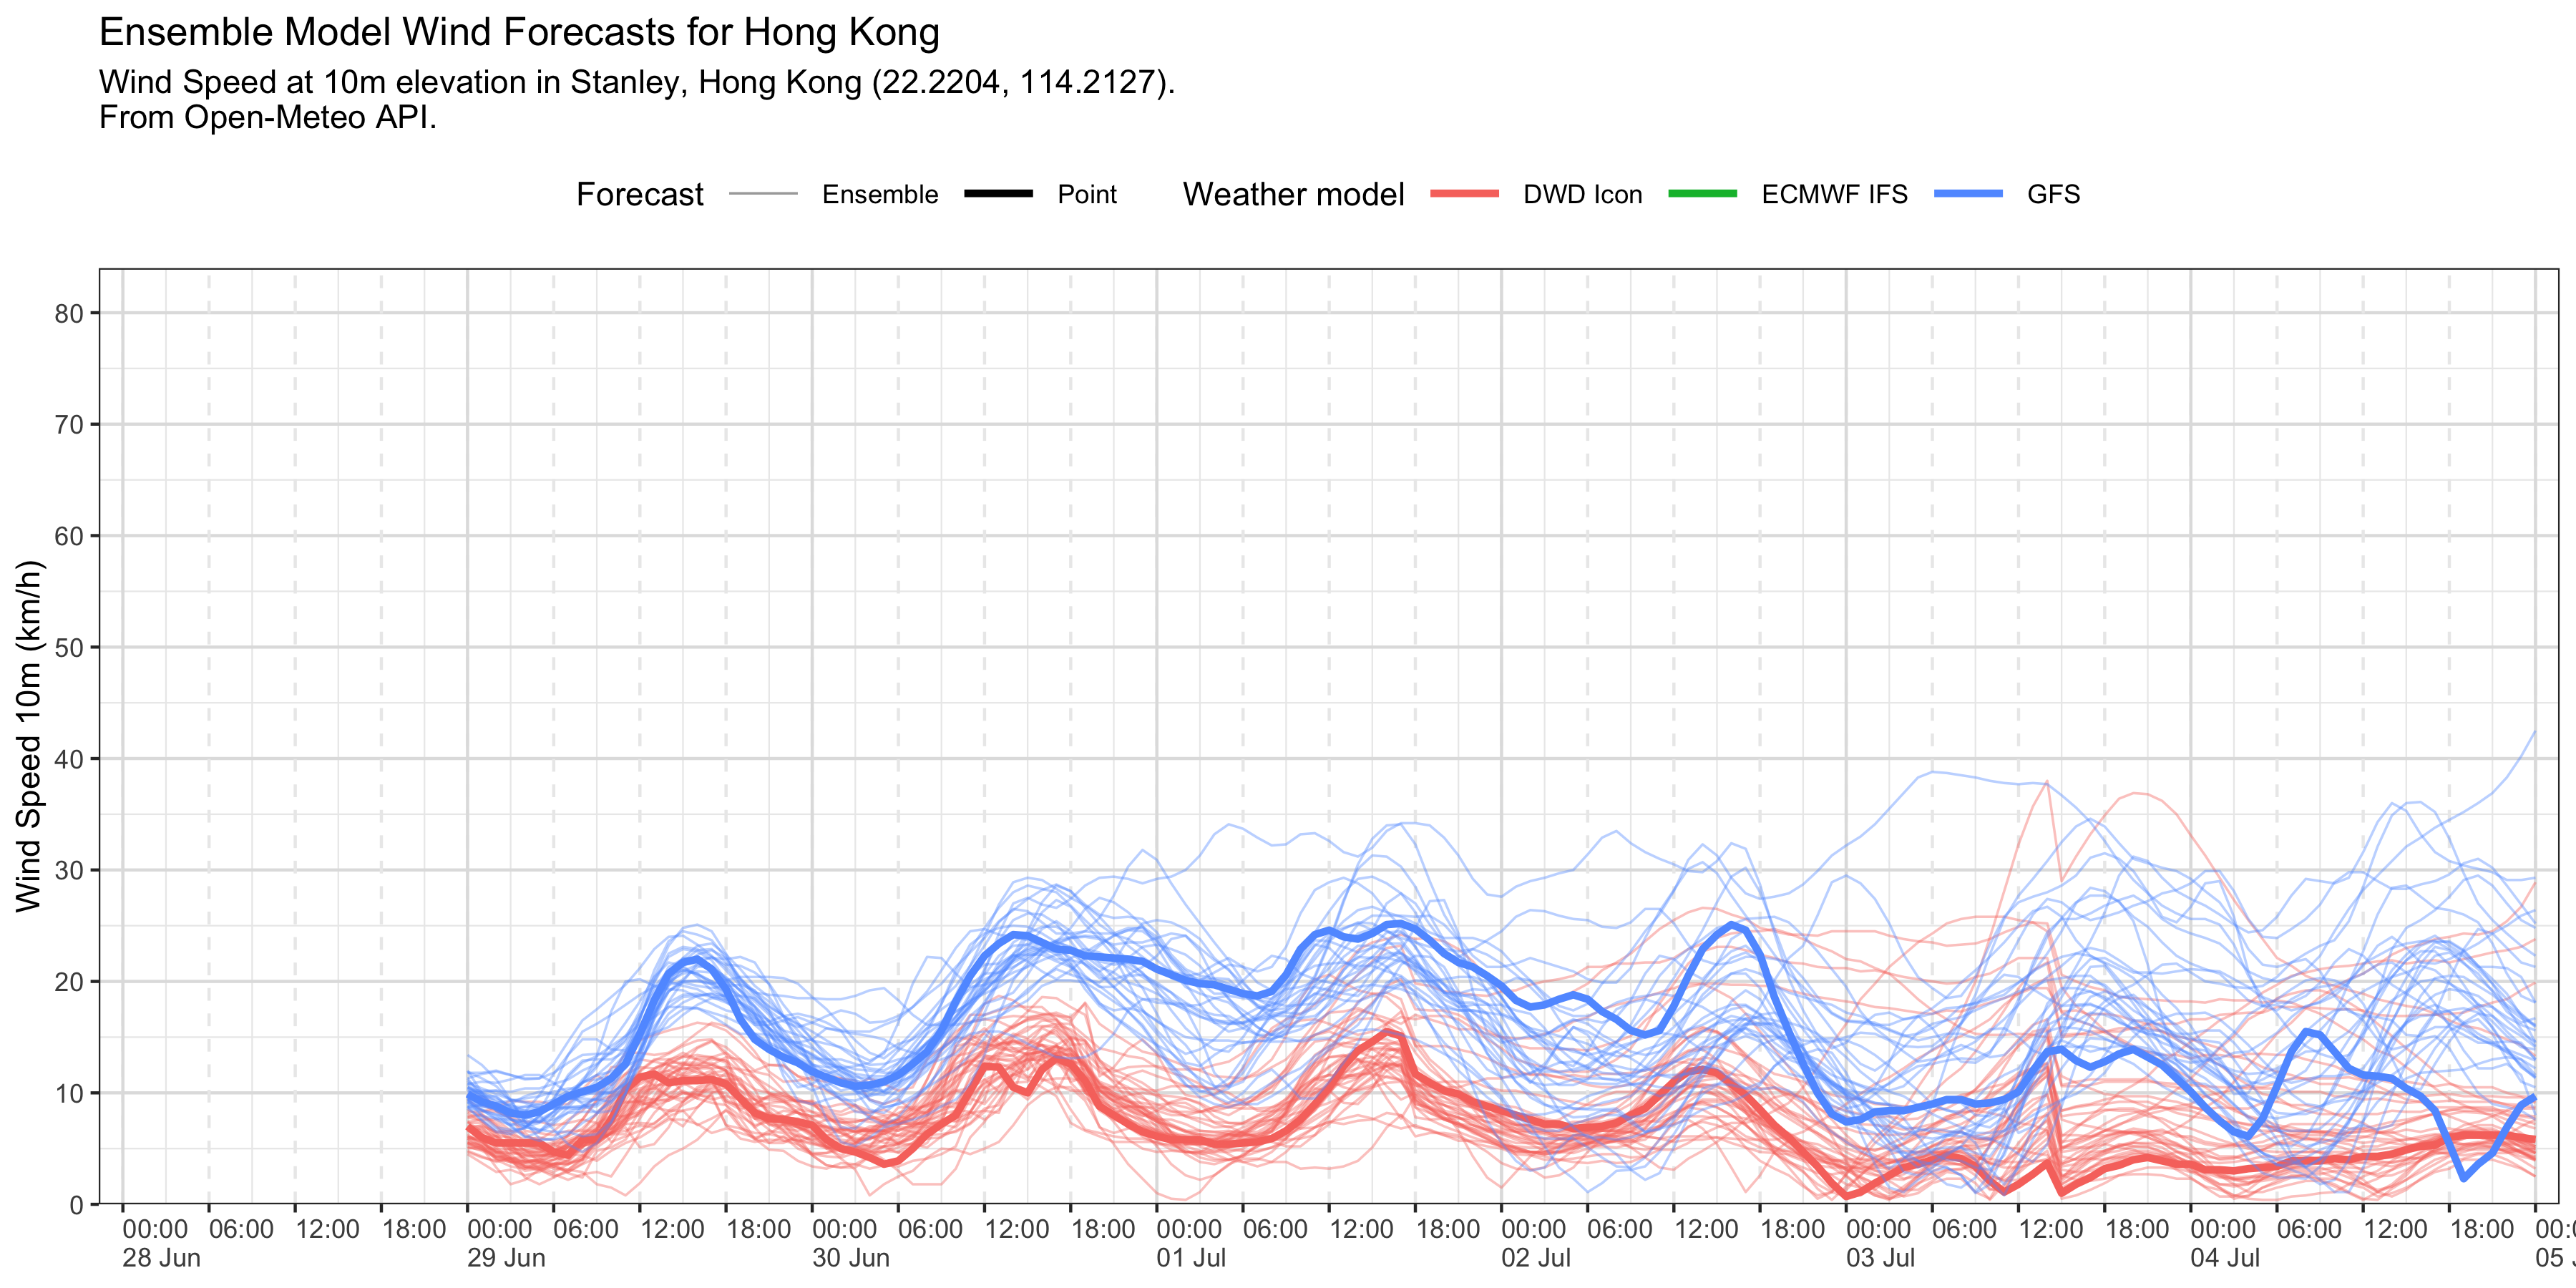 Ensemble Model Wind Forecasts for Hong Kong
Wind Speed at 10m elevation in Stanley, Hong Kong (22.2204, 114.2127).
From Open-Meteo API.
Forecast Ensemble Point Weather model DWD Icon ECMWF IFS GFS
Wind Speed 10m (km/h)
80
70
60
50
40
30
20
10
0
00:00 06:00 12:00 18:00 00:00 06:00 12:00 18:00 00:00 06:00 12:00 18:00 00:00 06:00 12:00 18:00 00:00 06:00 12:00 18:00 00:00 06:00 12:00 18:00 00:00 06:00 12:00 18:00 00:0
28 Jun 29 Jun 30 Jun 01 Jul 02 Jul 03 Jul 04 Jul 05